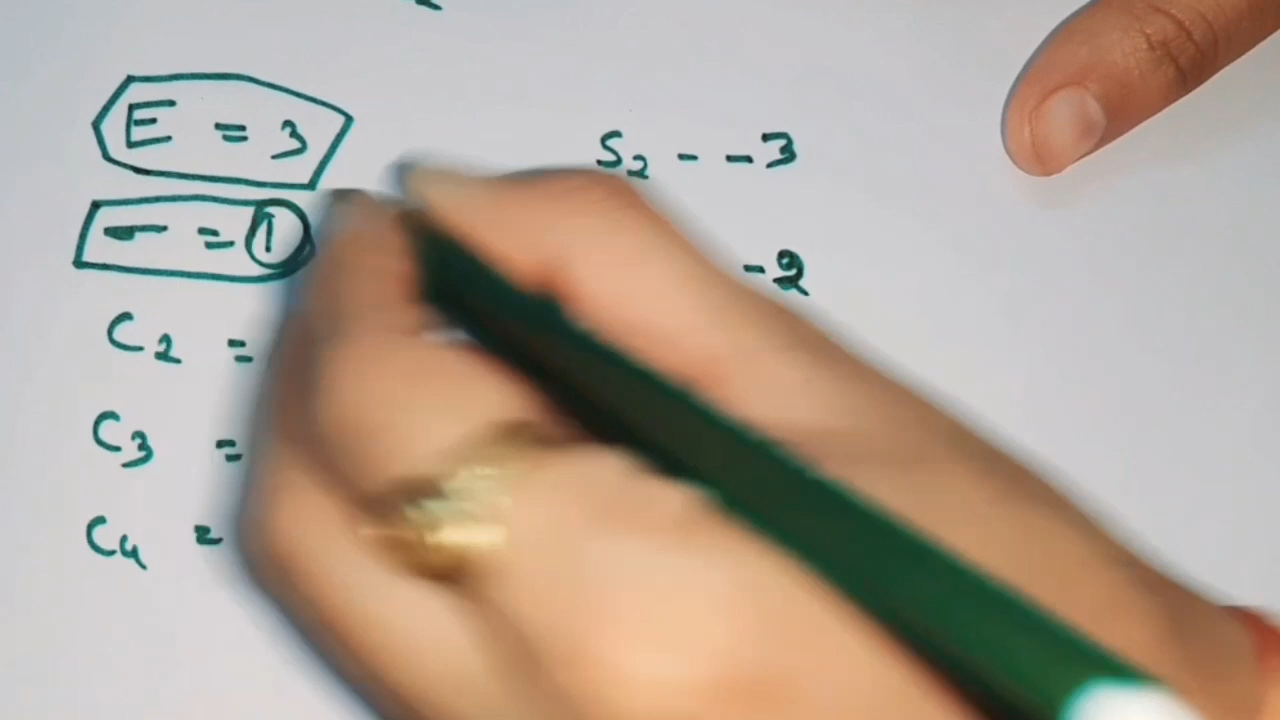 E = 3
S2 - - 3
- = 1
- 2
C2 =
C3 =
C4 =